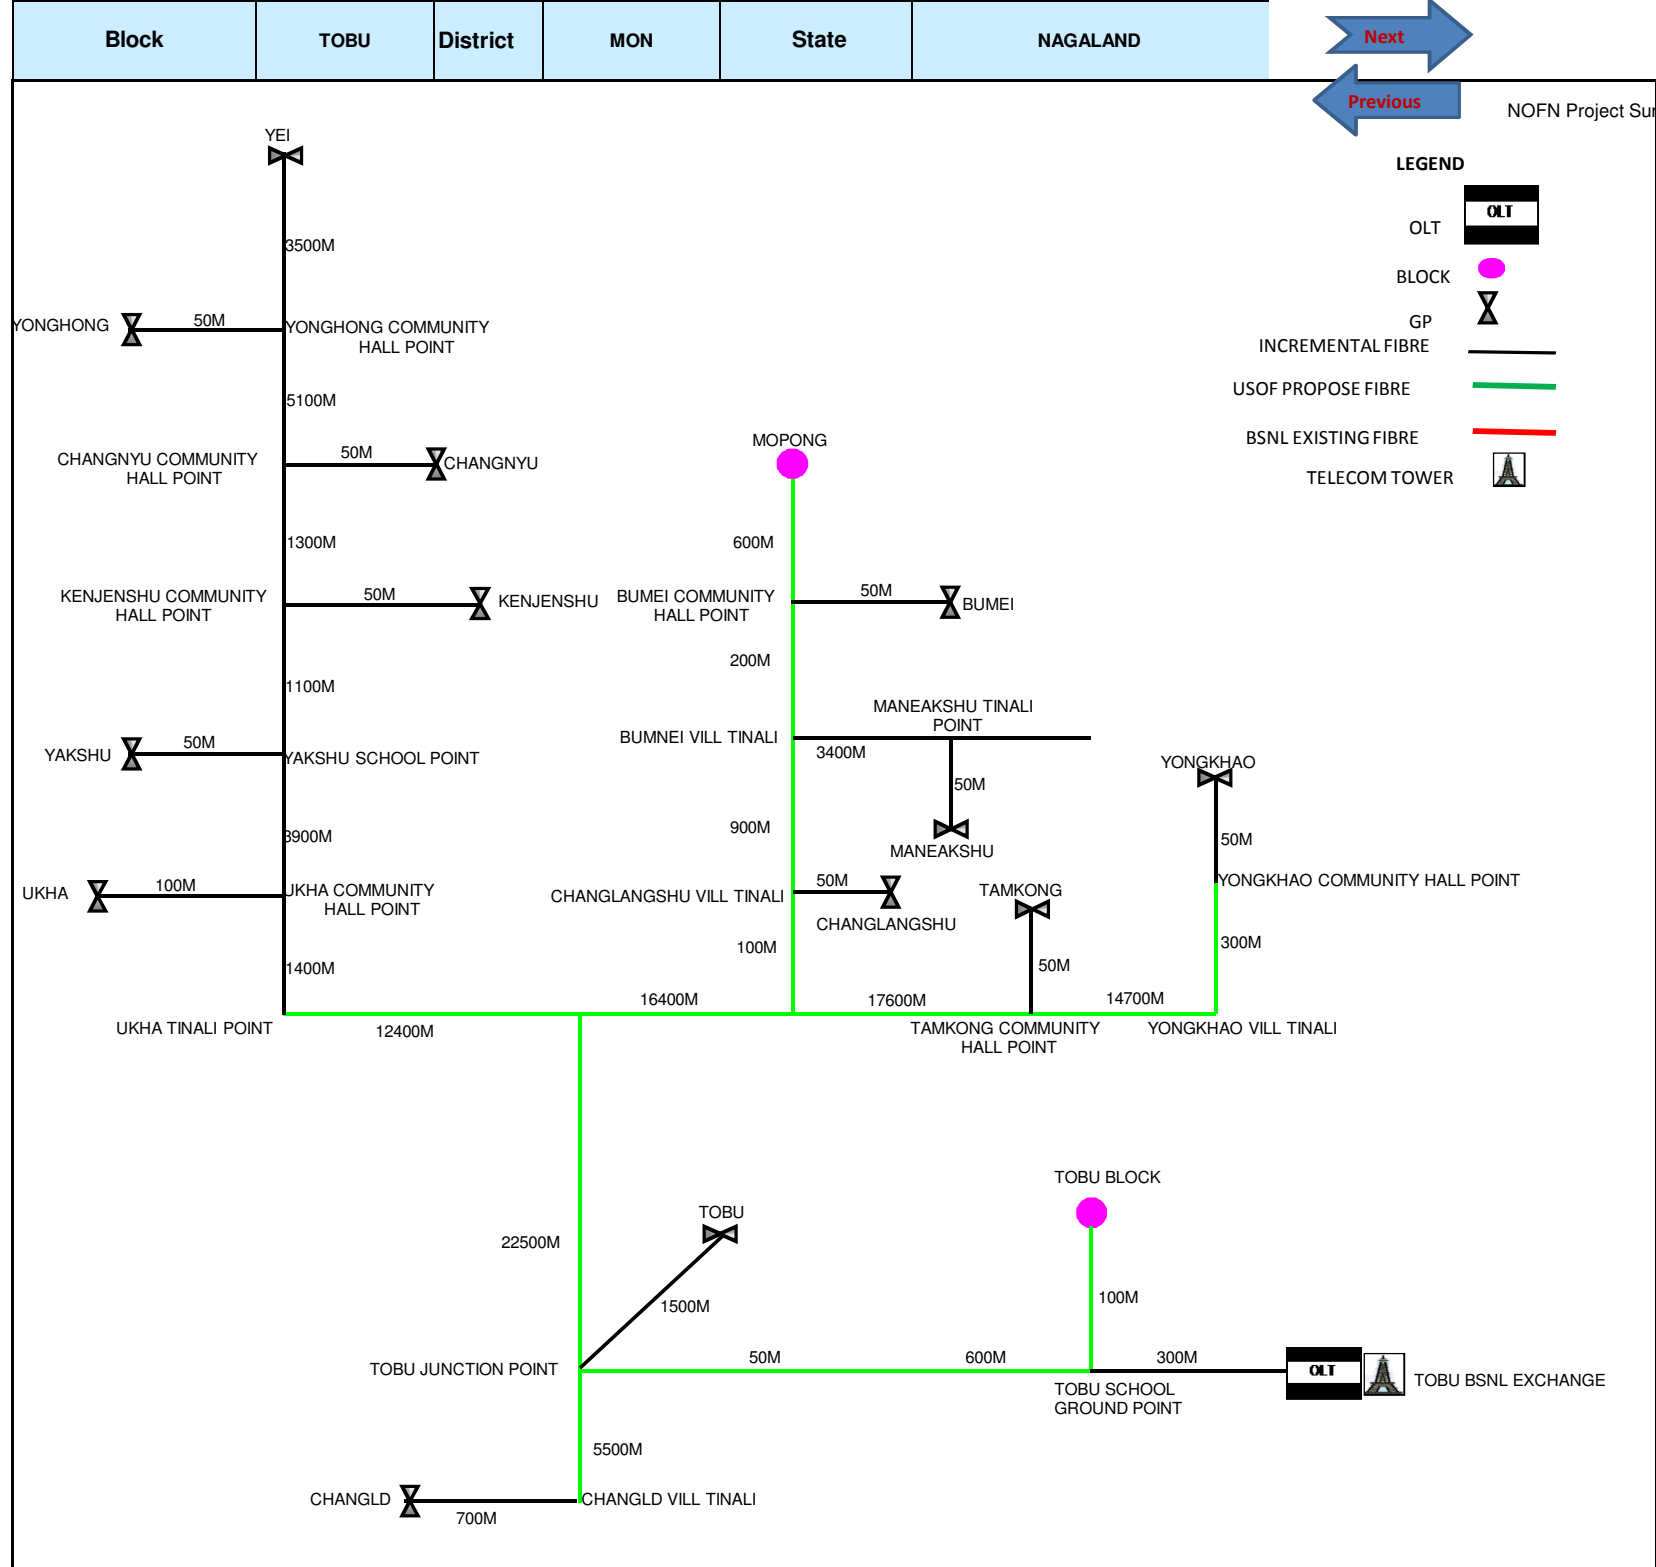 Block TOBU District MON State NAGALAND
Next
Previous
NOFN Project Sur
LEGEND
OLT
OLT
BLOCK
GP
INCREMENTAL FIBRE
USOF PROPOSE FIBRE
BSNL EXISTING FIBRE
TELECOM TOWER
YEI
3500M
YONGHONG
50M
YONGHONG COMMUNITY
HALL POINT
5100M
CHANGNYU COMMUNITY
HALL POINT
50M
CHANGNYU
1300M
KENJENSHU COMMUNITY
HALL POINT
50M
KENJENSHU
1100M
YAKSHU
50M
YAKSHU SCHOOL POINT
3900M
UKHA
100M
UKHA COMMUNITY
HALL POINT
1400M
UKHA TINALI POINT
12400M
MOPONG
600M
BUMEI COMMUNITY
HALL POINT
50M
BUMEI
200M
MANEAKSHU TINALI
POINT
BUMNEI VILL TINALI
3400M
50M
MANEAKSHU
900M
CHANGLANGSHU VILL TINALI
50M
CHANGLANGSHU
100M
16400M
17600M
TAMKONG
50M
TAMKONG COMMUNITY
HALL POINT
14700M
YONGKHAO
50M
YONGKHAO COMMUNITY HALL POINT
300M
YONGKHAO VILL TINALI
22500M
TOBU
1500M
TOBU BLOCK
100M
TOBU JUNCTION POINT
50M
600M
300M
OLT
TOBU BSNL EXCHANGE
TOBU SCHOOL
GROUND POINT
5500M
CHANGLD
700M
CHANGLD VILL TINALI